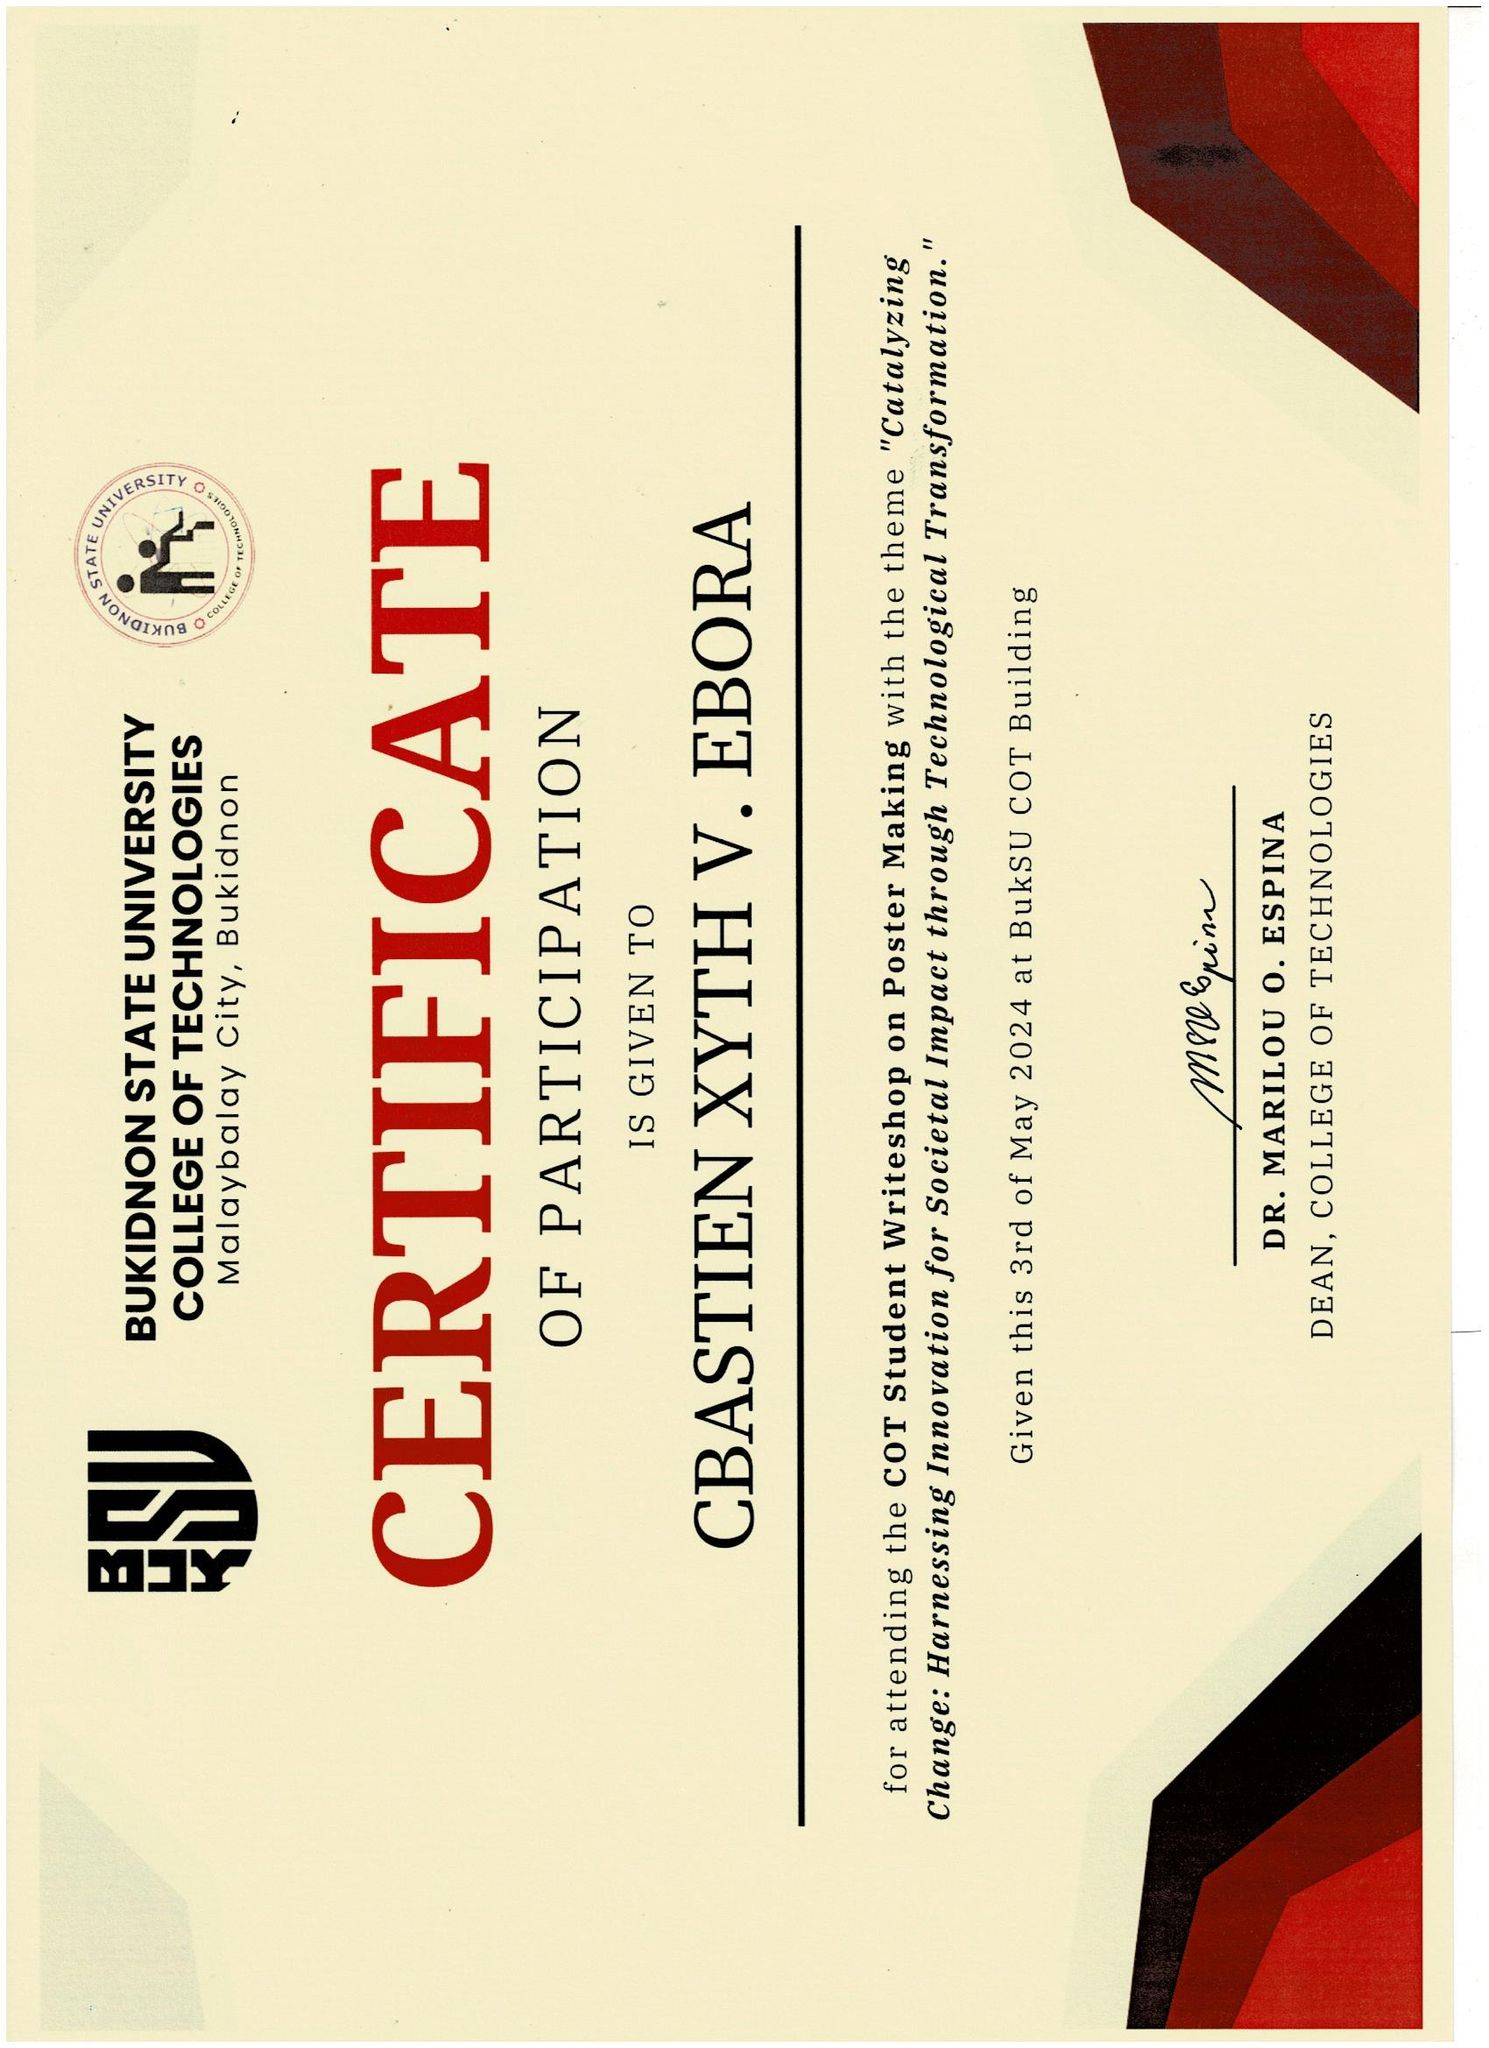 BUKSU
BUKIDNON STATE UNIVERSITY
COLLEGE OF TECHNOLOGIES
Malaybalay City, Bukidnon
BUKIDNON STATE UNIVERSITY
COLLEGE OF TECHNOLOGIES
CERTIFICATE
OF PARTICIPATION
IS GIVEN TO
CBASTIEN XYTH V. EBORA
for attending the COT Student Writeshop on Poster Making with the theme "Catalyzing
Change: Harnessing Innovation for Societal Impact through Technological Transformation."
Given this 3rd of May 2024 at BukSU COT Building
DR. MARILOU O. ESPINA
DEAN, COLLEGE OF TECHNOLOGIES